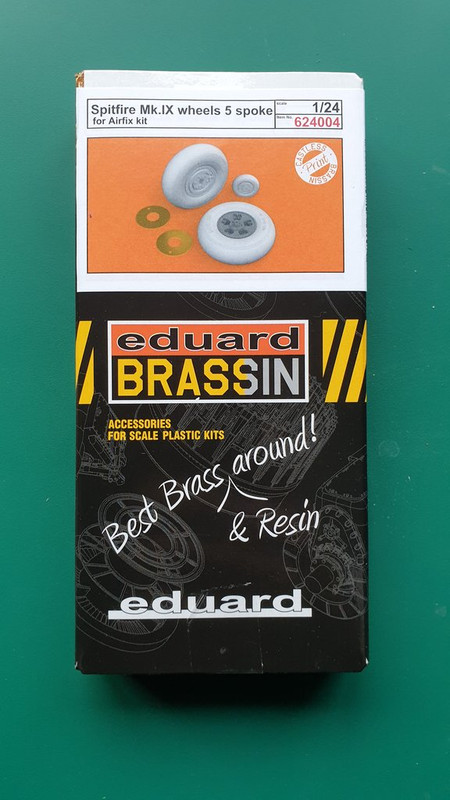 Spitfire Mk.IX wheels 5 spoke
for Airfix kit
scale
1/24
Item No.
624004
CASTLESS
Print
BRASSIN
eduard
BRASSIN
ACCESSORIES
FOR SCALE PLASTIC KITS
Best Brass around!
& Resin
eduard